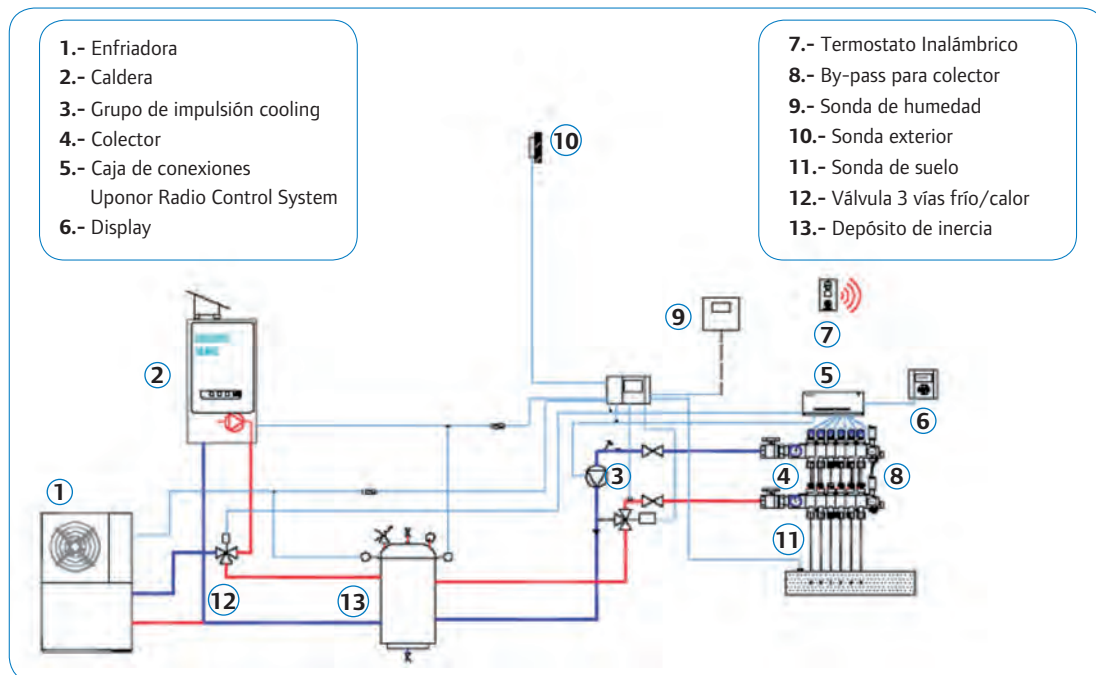 1.- Enfriadora
2.- Caldera
3.- Grupo de impulsión cooling
4.- Colector
5.- Caja de conexiones
Uponor Radio Control System
6.- Display
7.- Termostato Inalámbrico
8.- By-pass para colector
9.- Sonda de humedad
10.- Sonda exterior
11.- Sonda de suelo
12.- Válvula 3 vías frío/calor
13.- Depósito de inercia
10
9
7
2
5
6
3
4
8
1
11
12
13